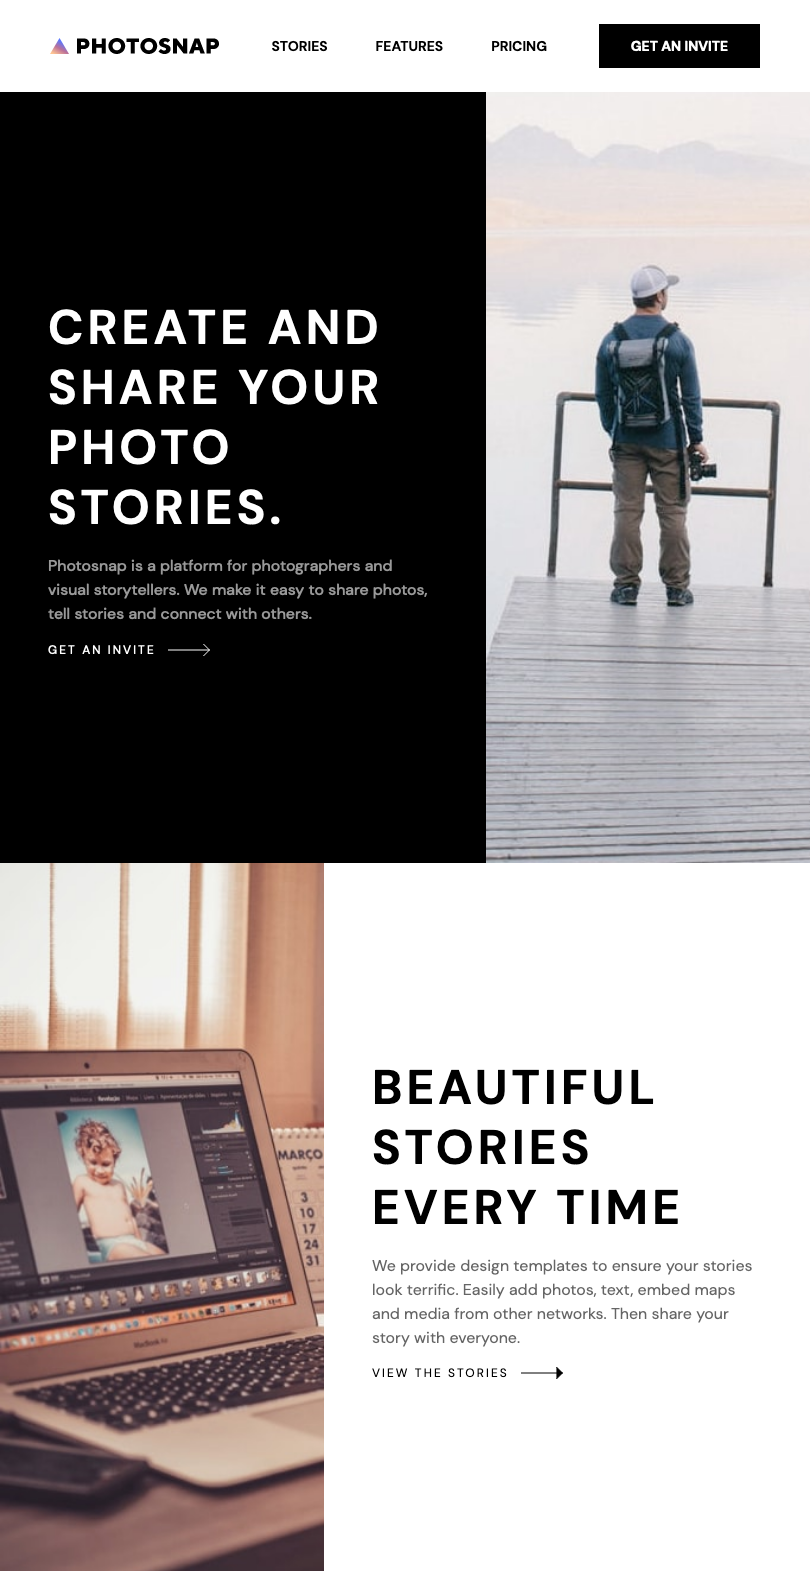 PHOTOSNAP
STORIES
FEATURES
PRICING
GET AN INVITE
CREATE AND
SHARE YOUR
PHOTO
STORIES.
Photosnap is a platform for photographers and
visual storytellers. We make it easy to share photos,
tell stories and connect with others.
GET AN INVITE
MARÇO
3
10
17
24
31
MacBook Air
BEAUTIFUL
STORIES
EVERY TIME
We provide design templates to ensure your stories
look terrific. Easily add photos, text, embed maps
and media from other networks. Then share your
story with everyone.
VIEW THE STORIES